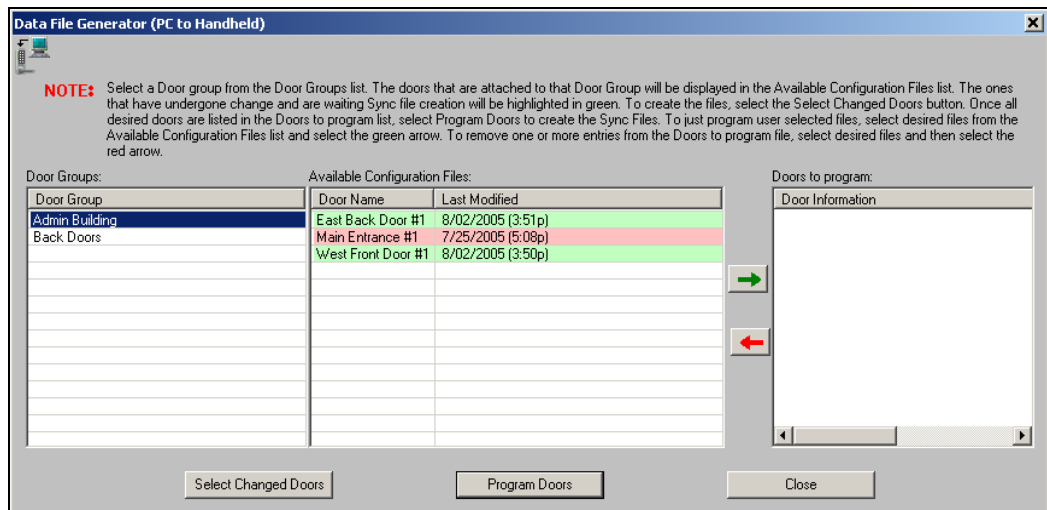 Data File Generator (PC to Handheld)
NOTE: Select a Door group from the Door Groups list. The doors that are attached to that Door Group will be displayed in the Available Configuration Files list. The ones
that have undergone change and are waiting Sync file creation will be highlighted in green. To create the files, select the Select Changed Doors button. Once all
desired doors are listed in the Doors to program list, select Program Doors to create the Sync Files. To just program user selected files, select desired files from the
Available Configuration Files list and select the green arrow. To remove one or more entries from the Doors to program file, select desired files and then select the
red arrow.
Door Groups: Available Configuration Files: Doors to program:
Door Group Door Name Last Modified Door Information
Admin Building East Back Door #1 8/02/2005 (3:51p)
Back Doors Main Entrance #1 7/25/2005 (5:08p)
West Front Door #1 8/02/2005 (3:50p)
Select Changed Doors Program Doors Close